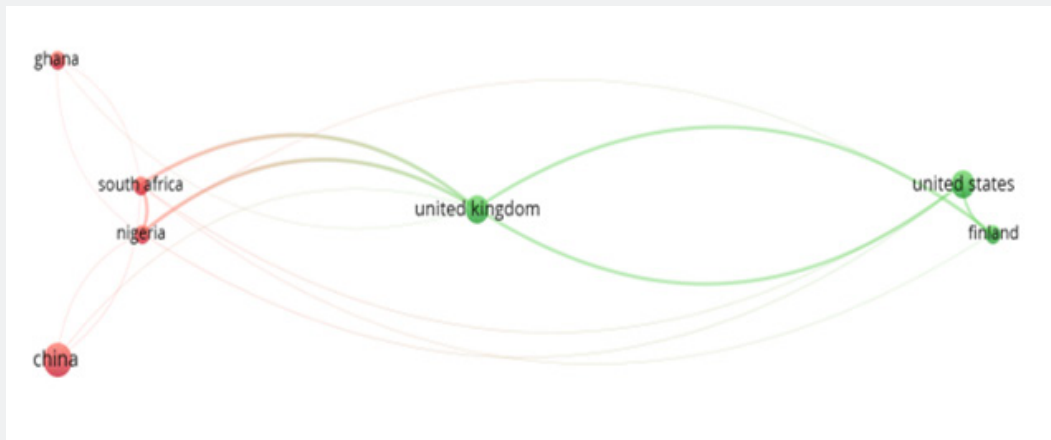 ghana
south africa
nigeria
china
united kingdom
united states
finland